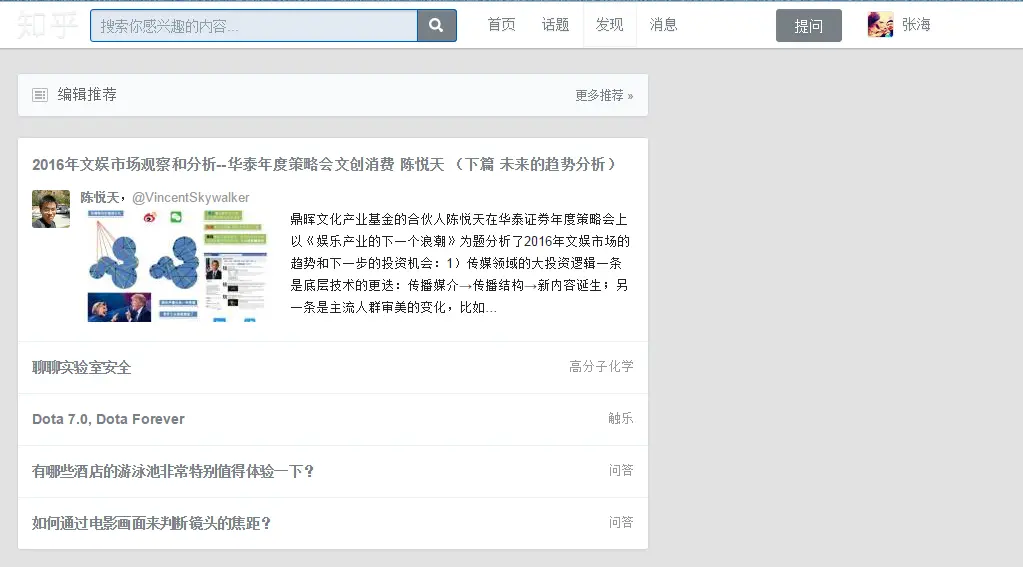 知乎
搜索你感兴趣的内容...
首页 话题 发现 消息 提问 张海
编辑推荐 更多推荐 »
2016年文娱市场观察和分析--华泰年度策略会文创消费 陈悦天 （下篇 未来的趋势分析）
陈悦天，@VincentSkywalker
鼎晖文化产业基金的合伙人陈悦天在华泰证券年度策略会上
以《娱乐产业的下一个浪潮》为题分析了2016年文娱市场的
趋势和下一步的投资机会：1）传媒领域的大投资逻辑一条
是底层技术的更迭：传播媒介→传播结构→新内容诞生；另
一条是主流人群审美的变化，比如...
聊聊实验室安全 高分子化学
Dota 7.0, Dota Forever 触乐
有哪些酒店的游泳池非常特别值得体验一下？ 问答
如何通过电影画面来判断镜头的焦距？ 问答